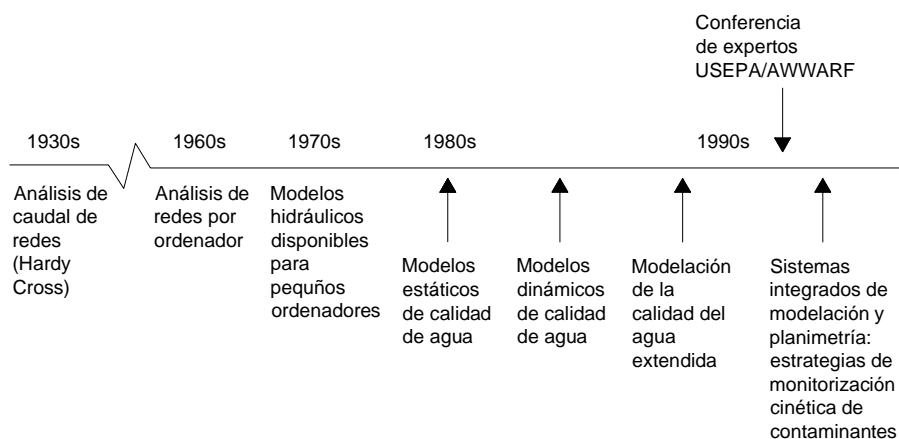 Conferencia
de expertos
USEPA/AWWARF
1930s
1960s
1970s
1980s
1990s
Análisis de
caudal de
redes
(Hardy
Cross)
Análisis de
redes por
ordenador
Modelos
hidráulicos
disponibles
para
pequños
ordenadores
Modelos
estáticos
de calidad
de agua
Modelos
dinámicos
de calidad
de agua
Modelación
de la
calidad del
agua
extendida
Sistemas
integrados de
modelación y
planimetría:
estrategias de
monitorización
cinética de
contaminantes